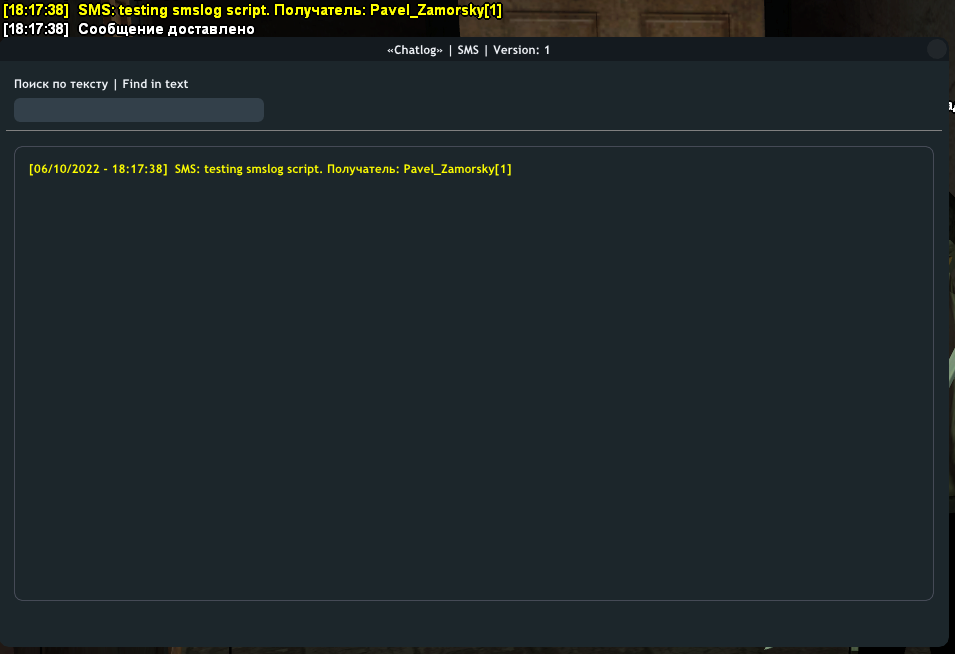 [18:17:38] SMS: testing smslog script. Получатель: Pavel_Zamorsky[1]
[18:17:38] Сообщение доставлено
«Chatlog» | SMS | Version: 1
Поиск по тексту | Find in text
[06/10/2022 - 18:17:38] SMS: testing smslog script. Получатель: Pavel_Zamorsky[1]